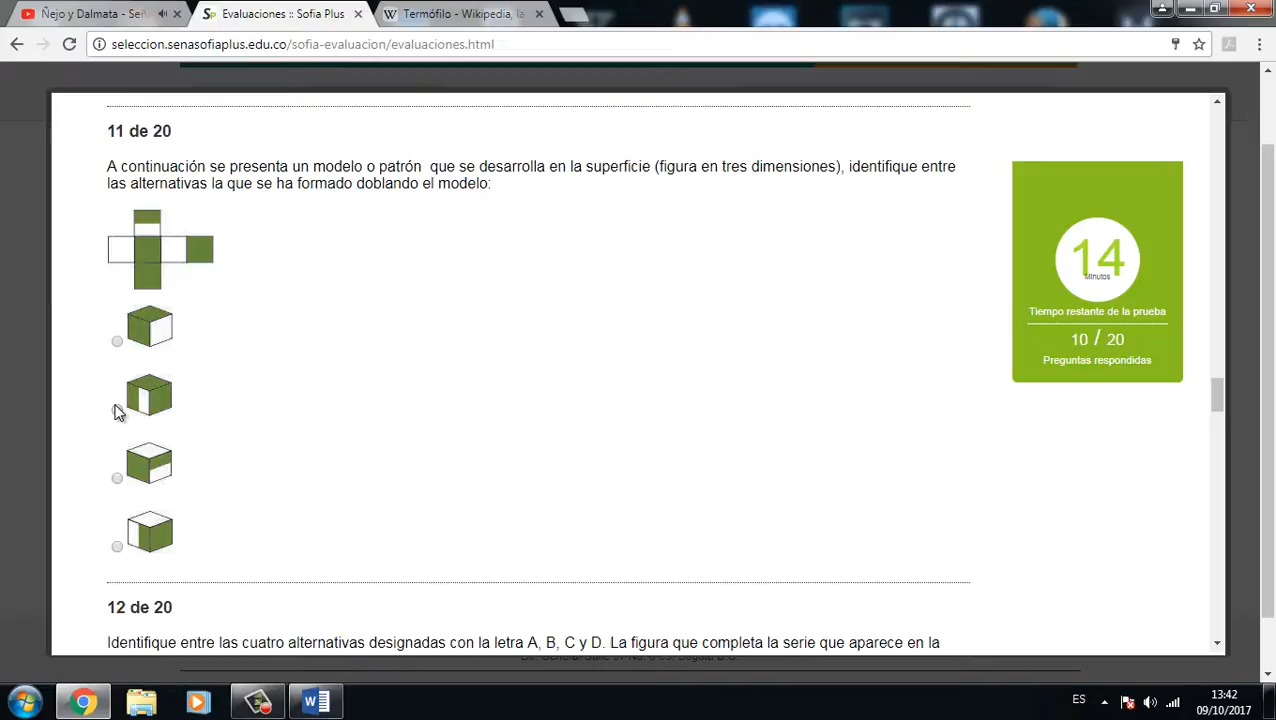 Ñejo y Dalmata - Señ
Evaluaciones :: Sofia Plus
Termófilo - Wikipedia, la
seleccion.senasofiaplus.edu.co/sofia-evaluacion/evaluaciones.html
11 de 20
A continuación se presenta un modelo o patrón que se desarrolla en la superficie (figura en tres dimensiones), identifique entre
las alternativas la que se ha formado doblando el modelo:
14
Minutos
Tiempo restante de la prueba
10 / 20
Preguntas respondidas
12 de 20
Identifique entre las cuatro alternativas designadas con la letra A, B, C y D. La figura que completa la serie que aparece en la
ES
13:42
09/10/2017